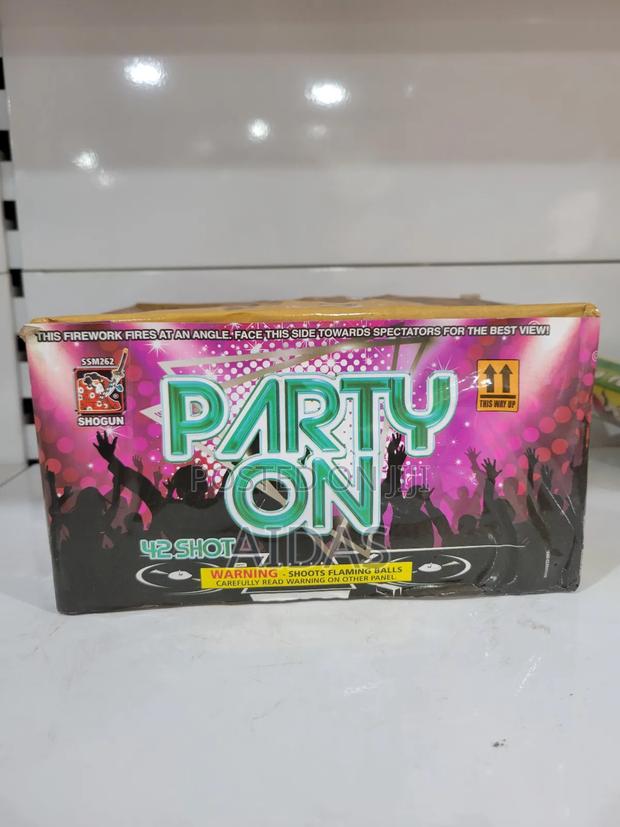 THIS FIREWORK FIRES AT AN ANGLE. FACE THIS SIDE TOWARDS SPECTATORS FOR THE BEST VIEW!
SSM262
SHOGUN
THIS WAY UP
PARTY
ON
POSTED ON JIJI
AIDAS
42 SHOT
WARNING - SHOOTS FLAMING BALLS
CAREFULLY READ WARNING ON OTHER PANEL.